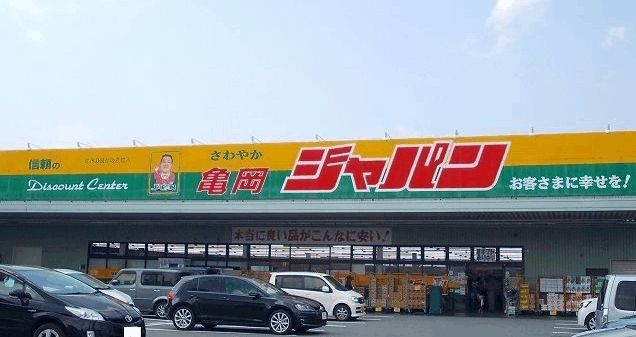 信頼の
Discount Center
さわやか
亀岡
ジャパン
お客さまに幸せを!
本当に良い品がこんなに安い!